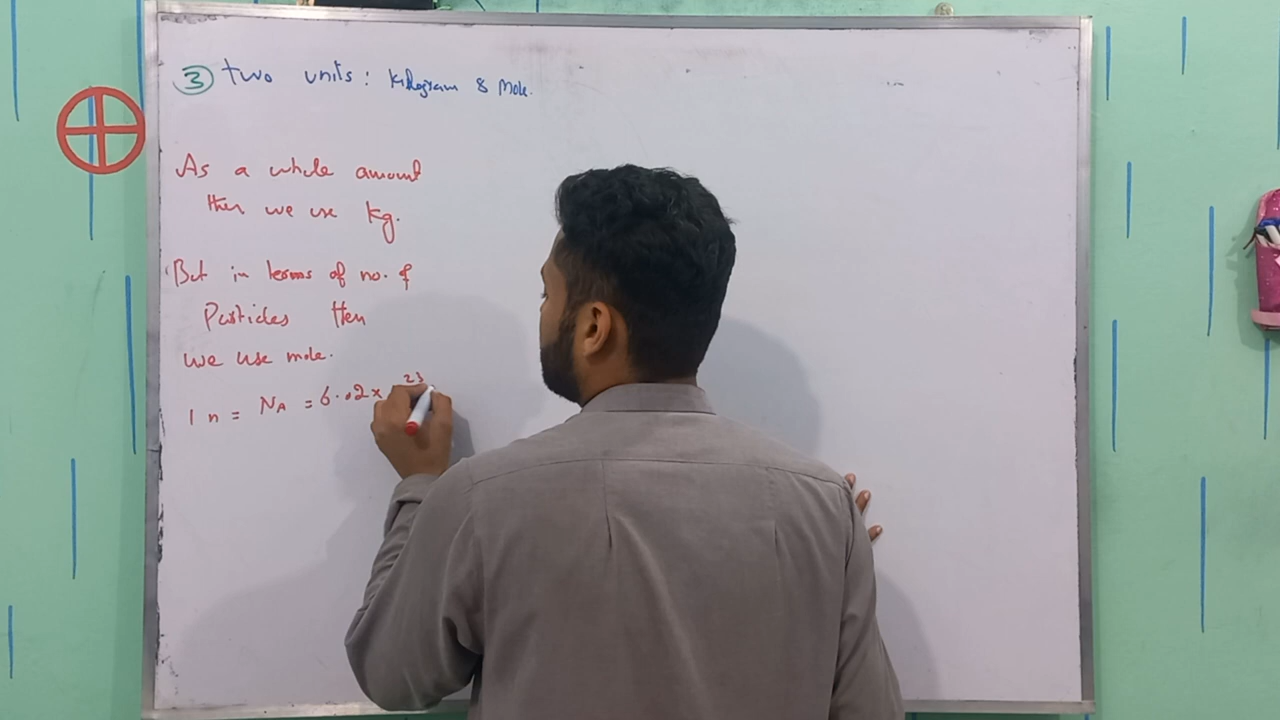 ③ two units: Kilogram & Mole.
As a whole amount
then we use kg.
But in terms of no. of
Particles then
we use mole.
1 n = NA = 6.02x 23